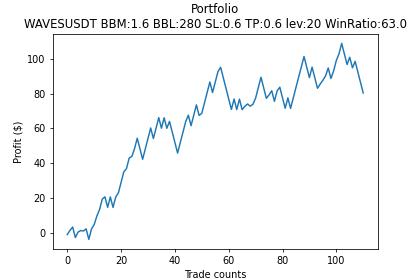 Portfolio
WAVESUSDT BBM:1.6 BBL:280 SL:0.6 TP:0.6 lev:20 WinRatio:63.0
Profit ($)
100
80
60
40
20
0
0 20 40 60 80 100
Trade counts